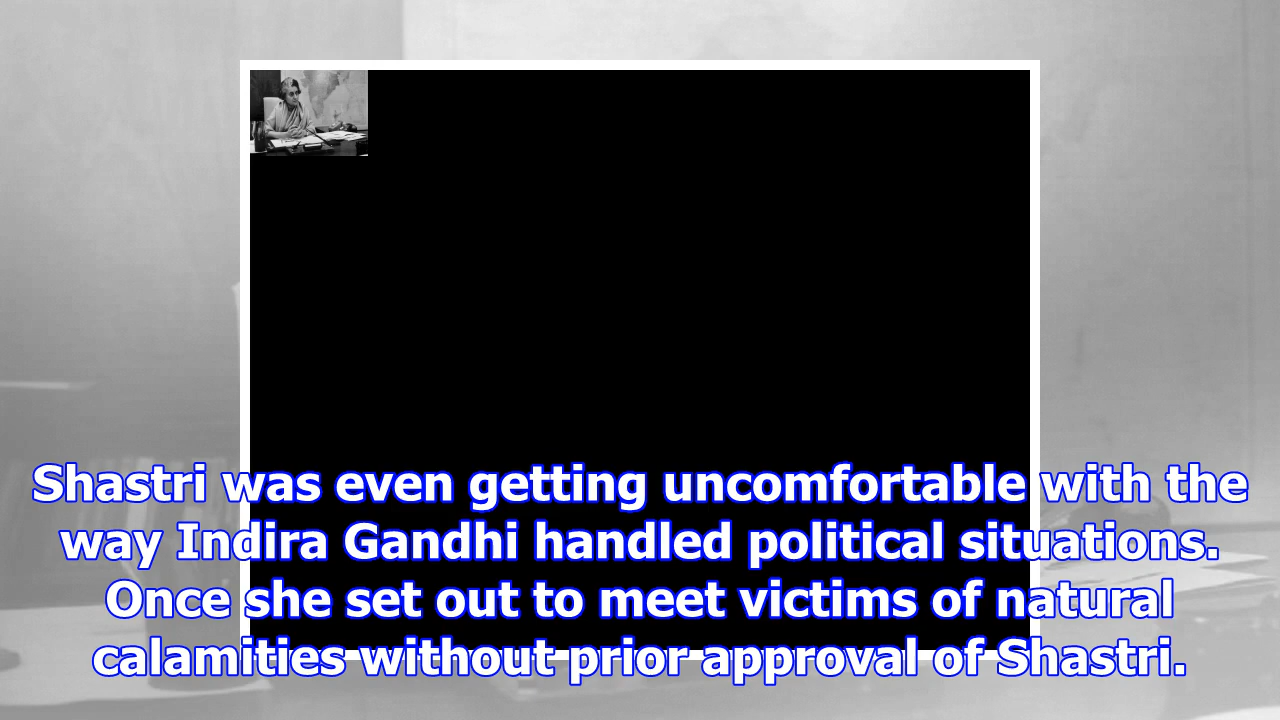 Shastri was even getting uncomfortable with the
way Indira Gandhi handled political situations.
Once she set out to meet victims of natural
calamities without prior approval of Shastri.